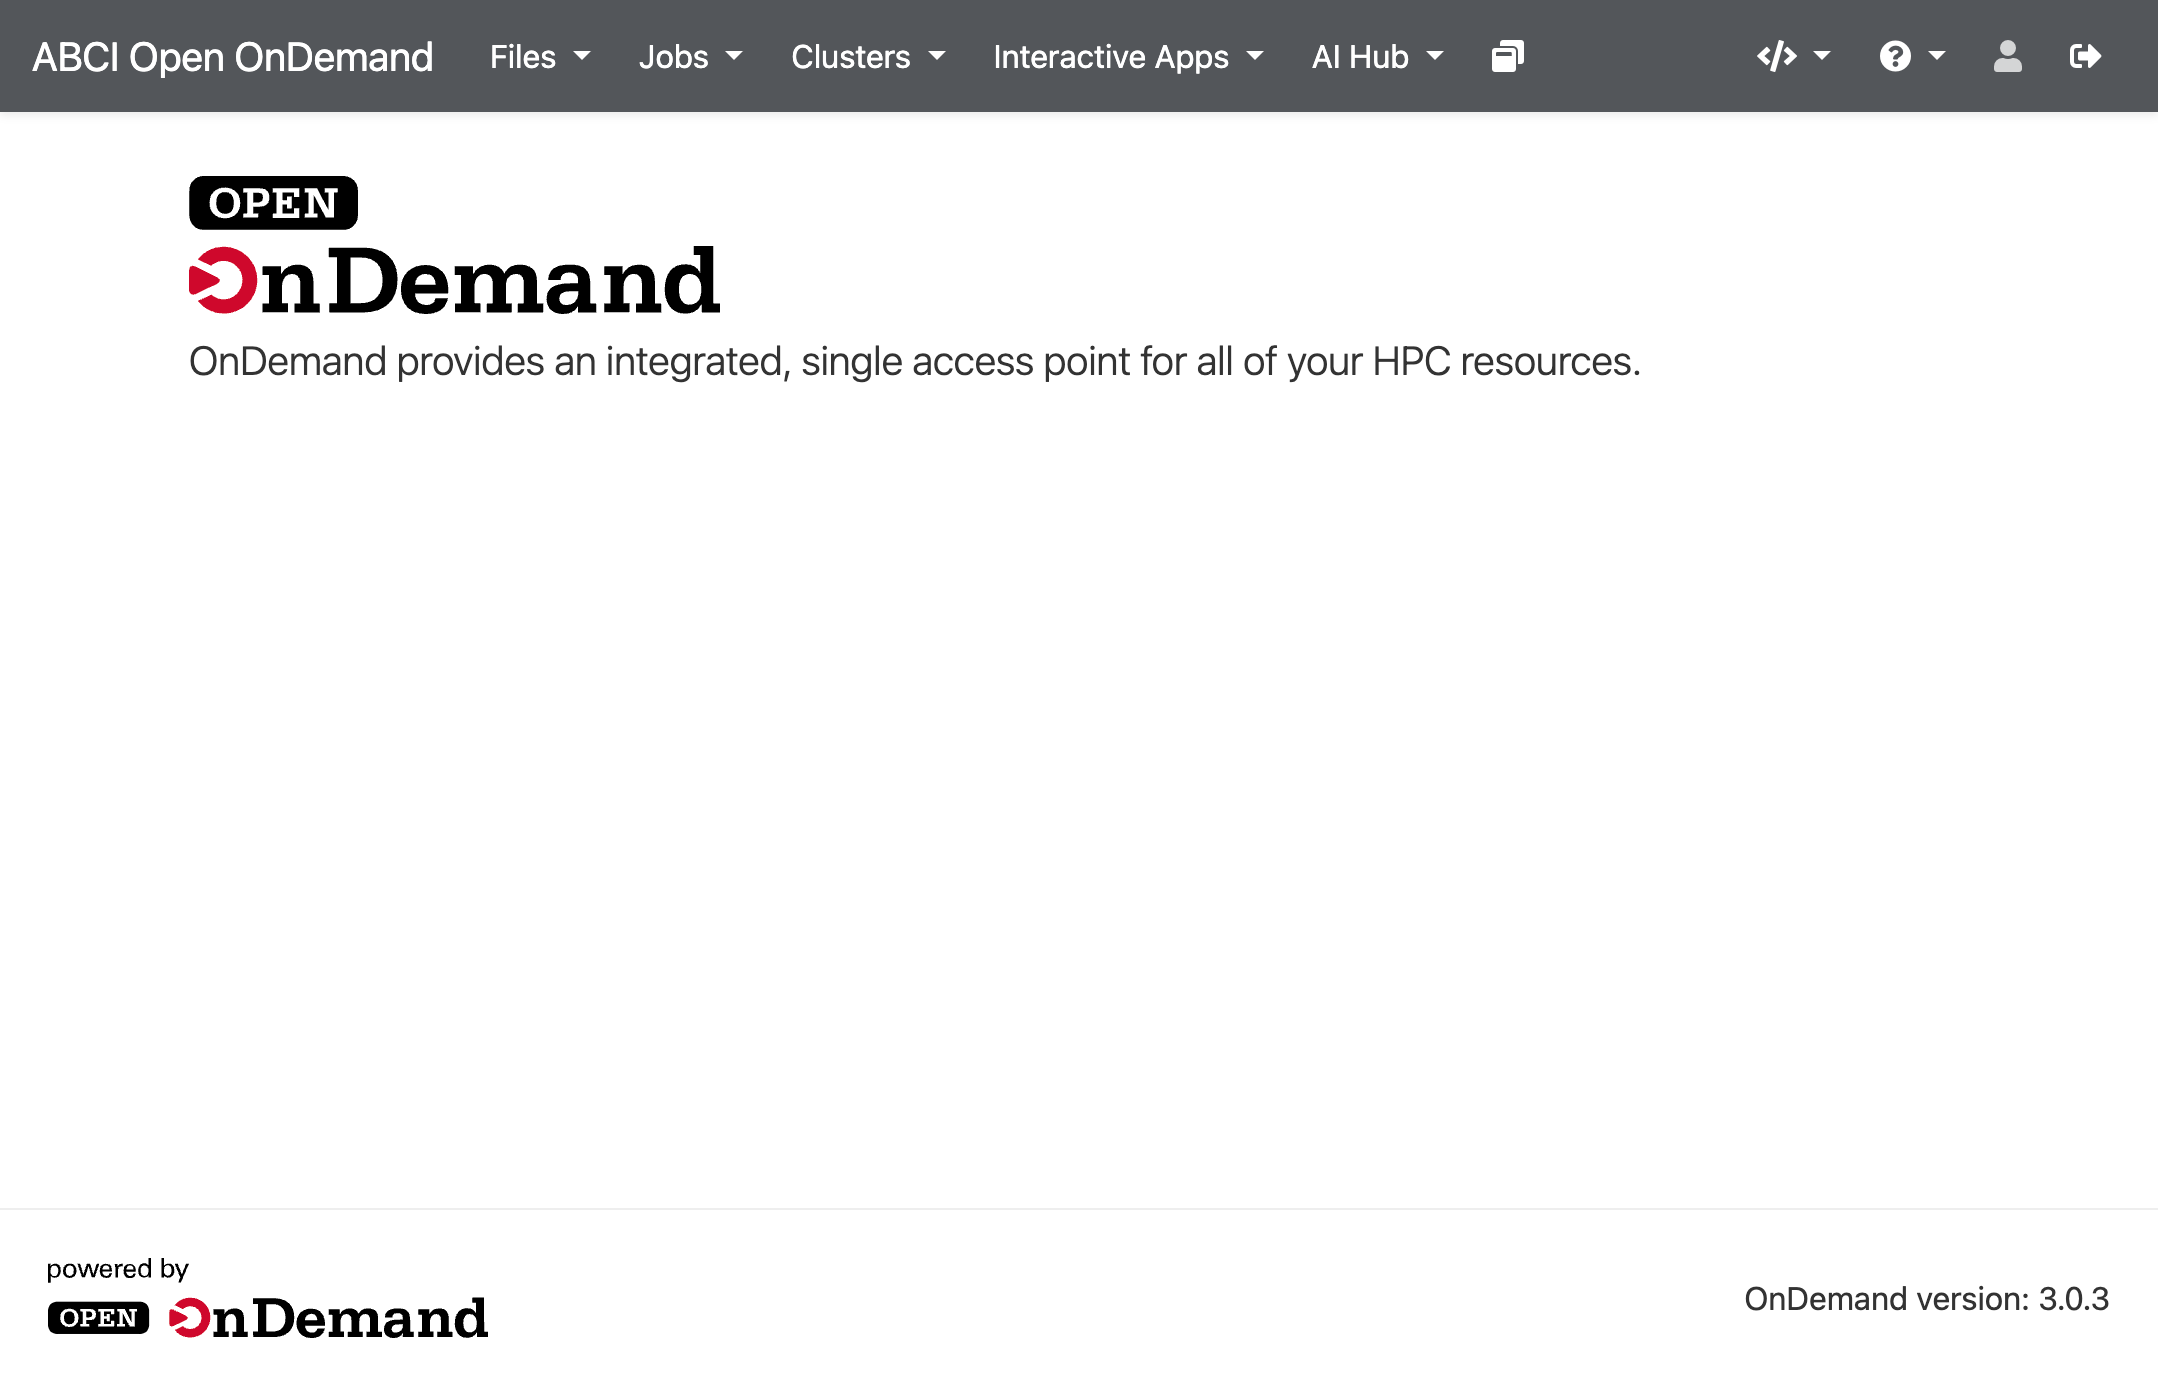 ABCI Open OnDemand Files Jobs Clusters Interactive Apps AI Hub
OPEN
OnDemand
OnDemand provides an integrated, single access point for all of your HPC resources.
powered by
OPEN OnDemand
OnDemand version: 3.0.3